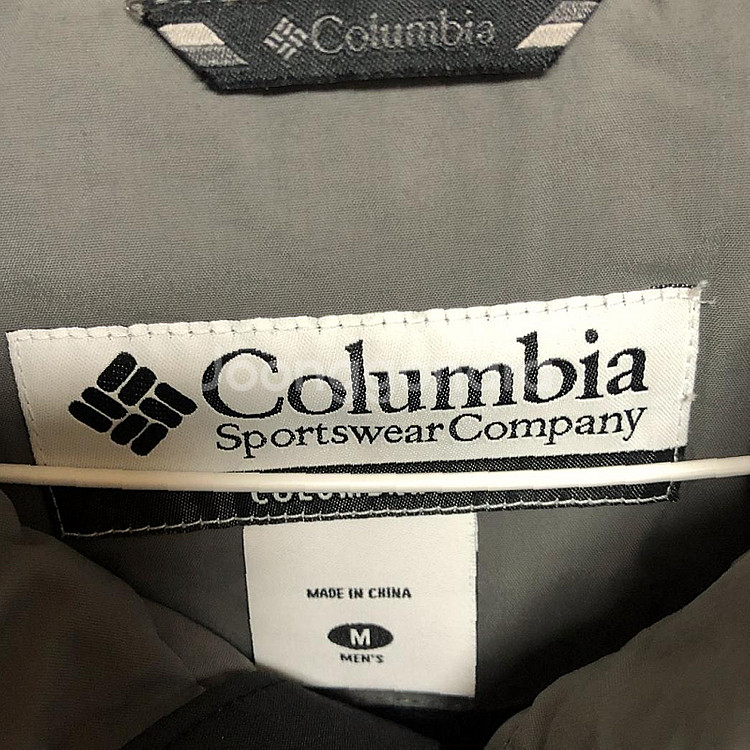 Columbia
Columbia
Sportswear Company
MADE IN CHINA
M
MEN'S